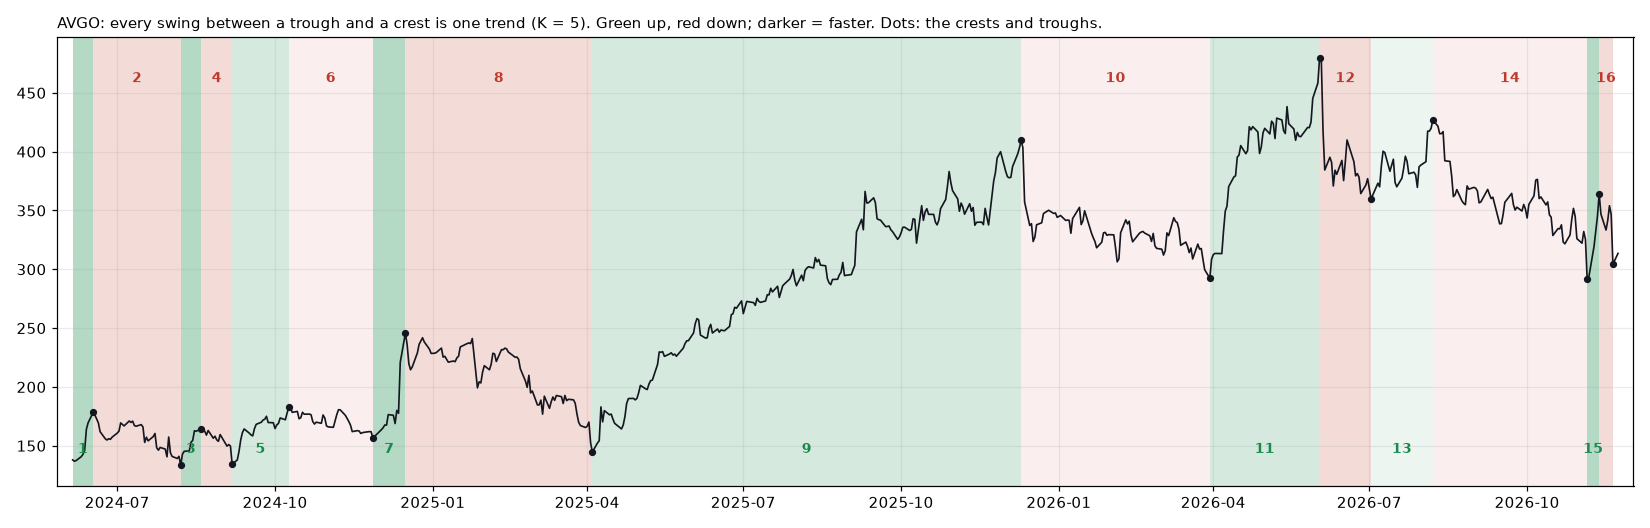 AVGO: every swing between a trough and a crest is one trend (K = 5). Green up, red down; darker = faster. Dots: the crests and troughs.
2 4 6 8 10 12 14 16
450
400
350
300
250
200
150
1 3 5 7 9 11 13 15
2024-07 2024-10 2025-01 2025-04 2025-07 2025-10 2026-01 2026-04 2026-07 2026-10